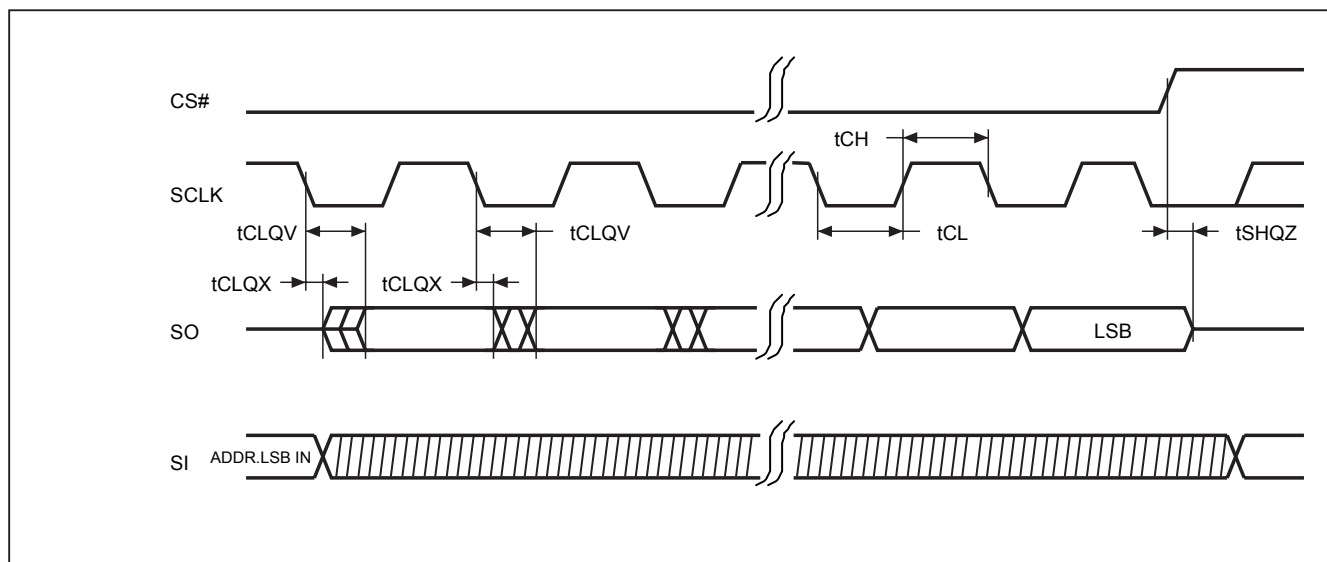 CS#
tCH
SCLK
tCLQV
tCLQV
tCL
tSHQZ
tCLQX
tCLQX
SO
LSB
SI
ADDR.LSB IN